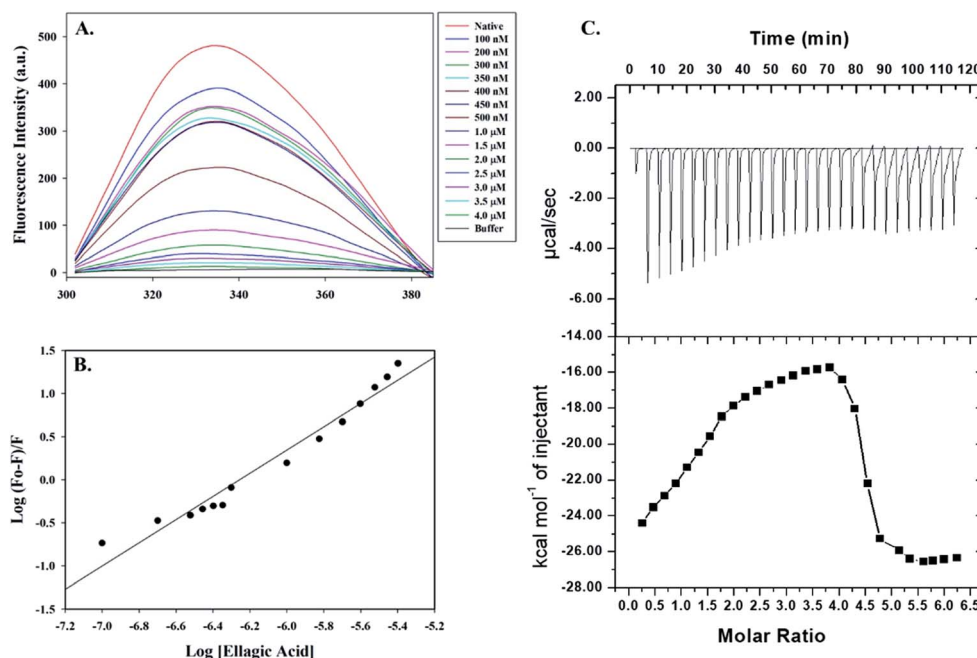 A.
Fluorescence Intensity (a.u.)
500
400
300
200
100
0
300
320
340
360
380
Native
100 nM
200 nM
300 nM
350 nM
400 nM
450 nM
500 nM
1.0 μM
1.5 μM
2.0 μM
2.5 μM
3.0 μM
3.5 μM
4.0 μM
Buffer
B.
Log (Fo-F)/F
1.5
1.0
0.5
0.0
-0.5
-1.0
-1.5
-7.2 -7.0 -6.8 -6.6 -6.4 -6.2 -6.0 -5.8 -5.6 -5.4 -5.2
Log [Ellagic Acid]
C.
Time (min)
0 10 20 30 40 50 60 70 80 90 100 110 120
μcal/sec
2.00
0.00
-2.00
-4.00
-6.00
-14.00
kcal mol⁻¹ of injectant
-16.00
-18.00
-20.00
-22.00
-24.00
-26.00
-28.00
0.0 0.5 1.0 1.5 2.0 2.5 3.0 3.5 4.0 4.5 5.0 5.5 6.0 6.5
Molar Ratio